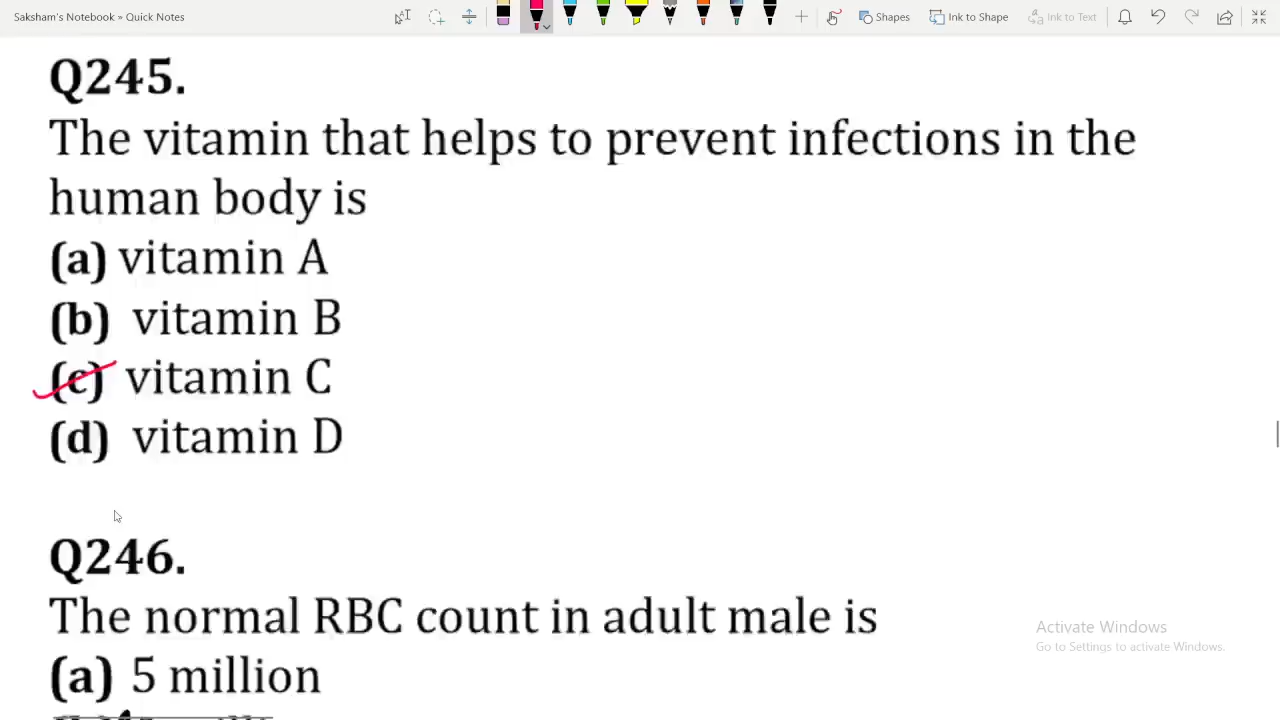 Saksham's Notebook » Quick Notes
Shapes
Ink to Shape
Ink to Text
Q245.
The vitamin that helps to prevent infections in the
human body is
(a) vitamin A
(b) vitamin B
(c) vitamin C
(d) vitamin D
Q246.
The normal RBC count in adult male is
(a) 5 million
Activate Windows
Go to Settings to activate Windows.